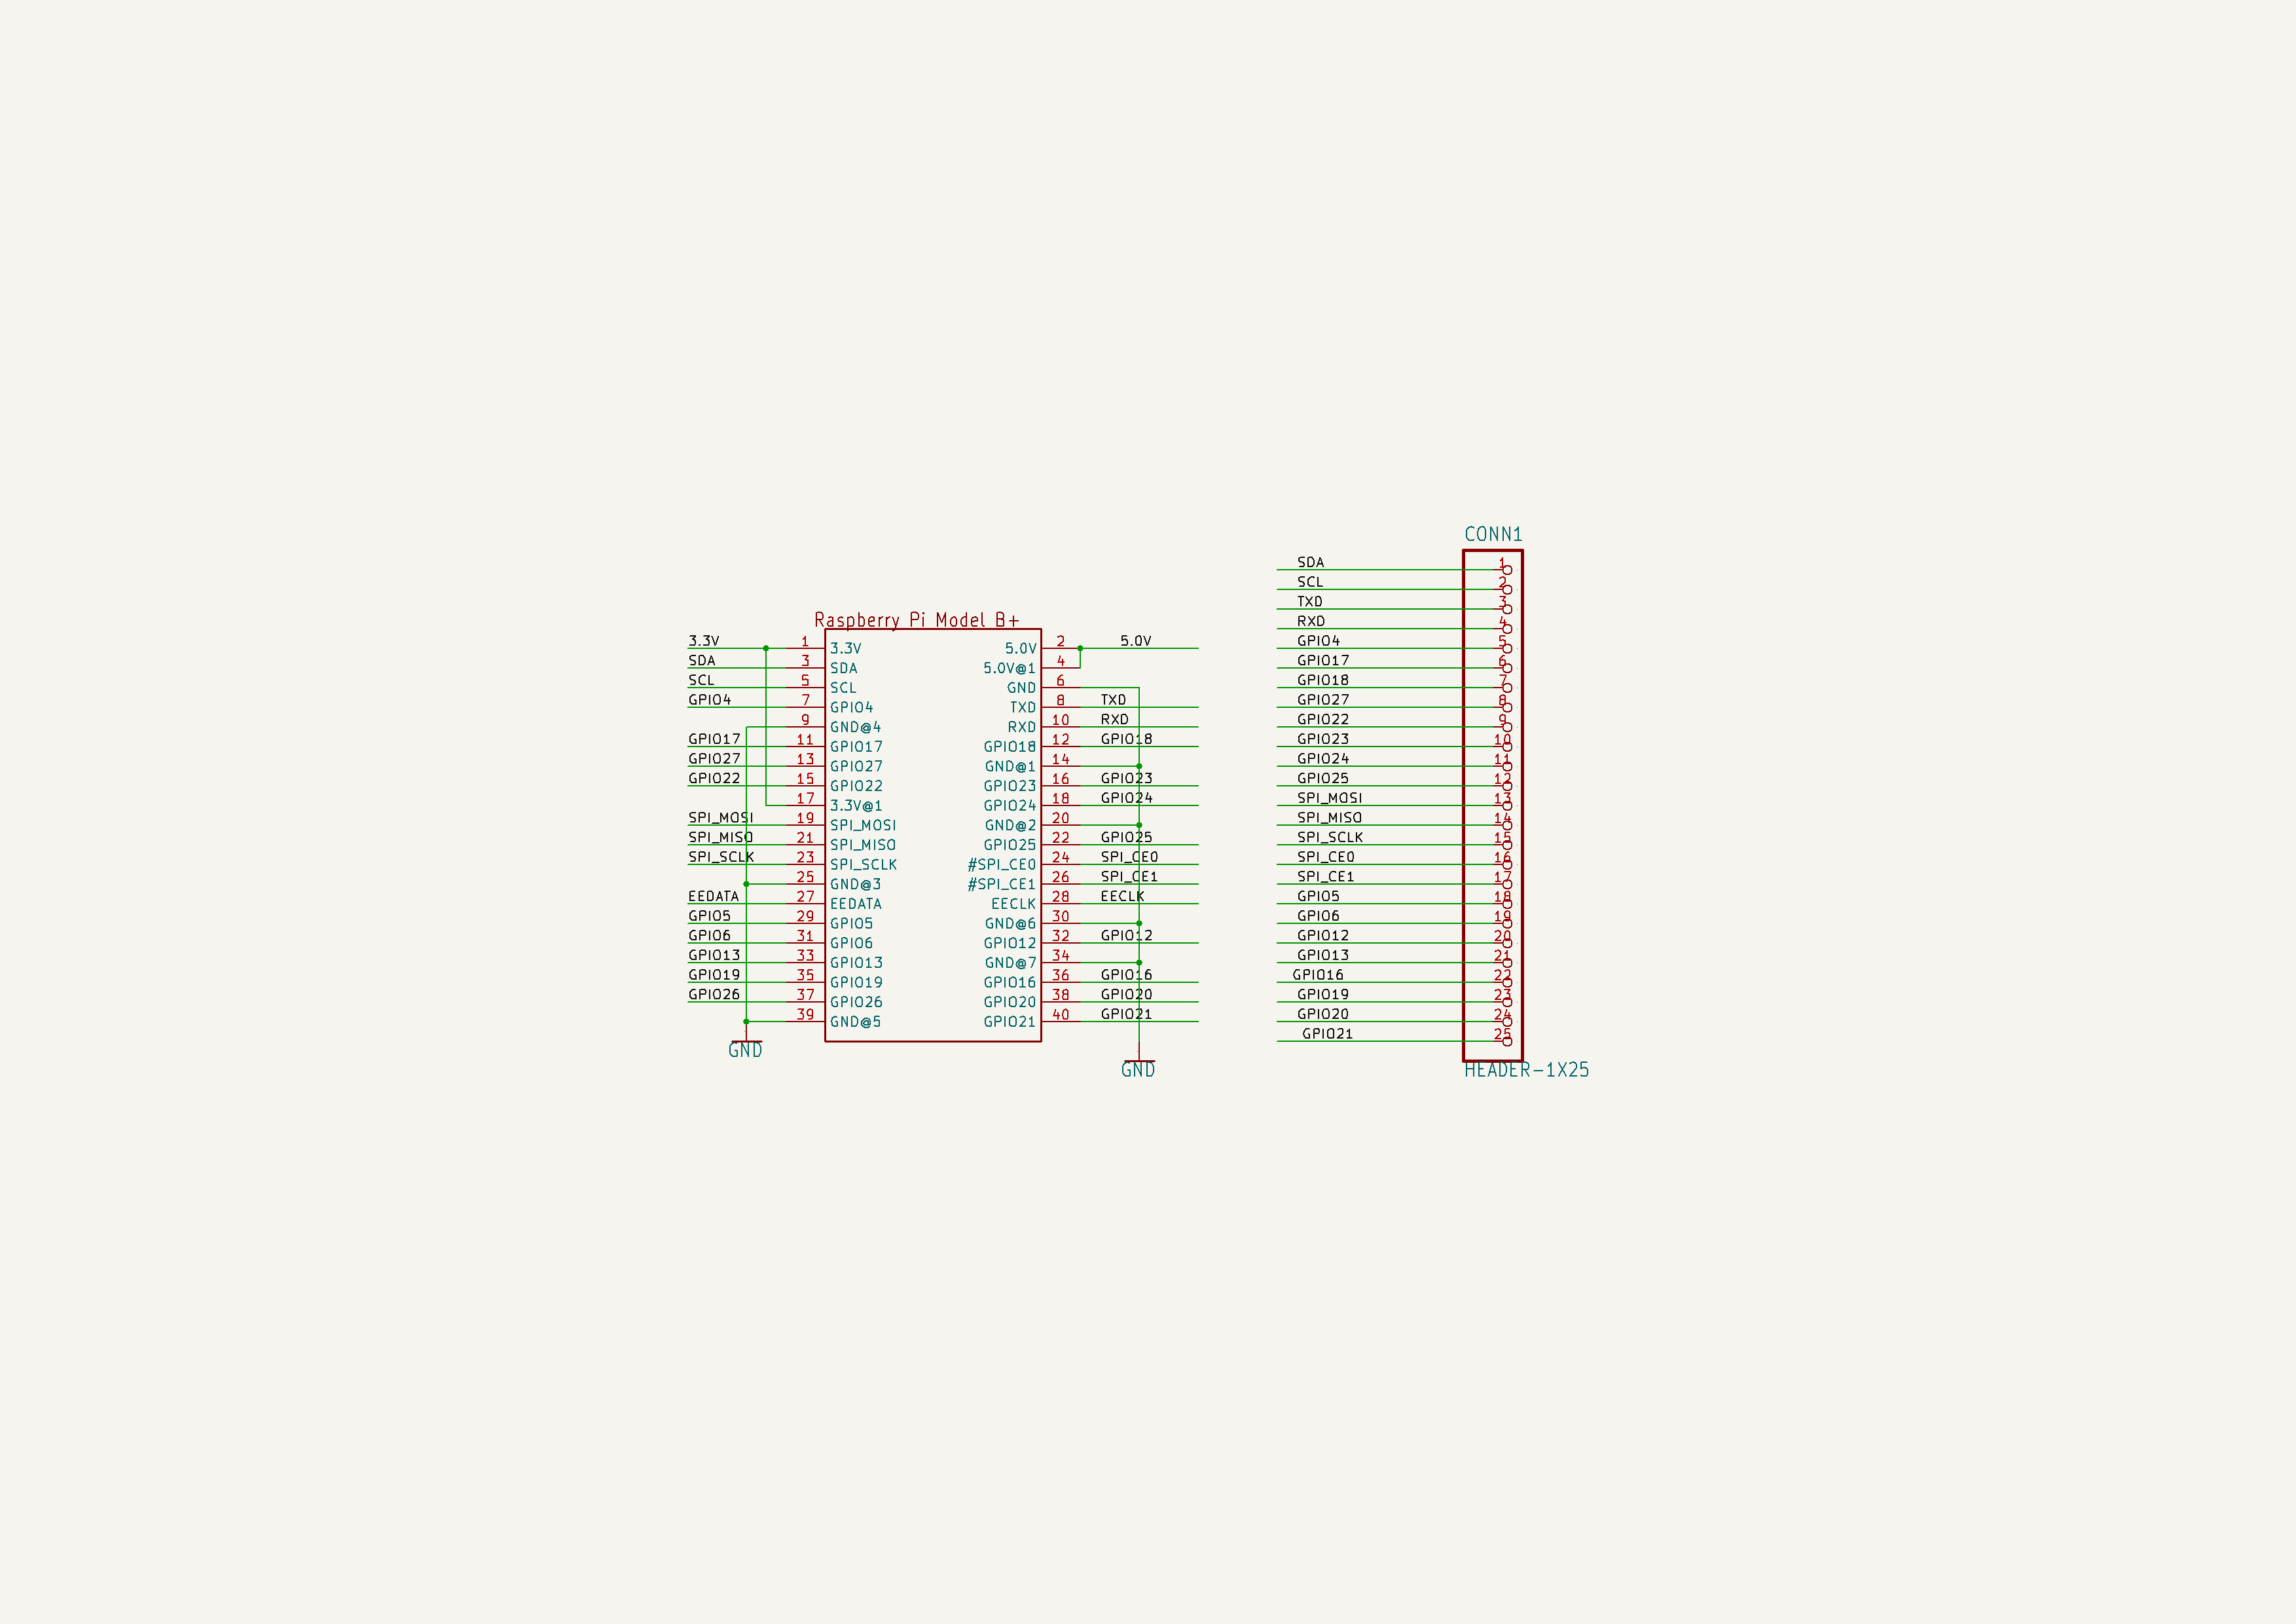 CONN1
SDA 1
SCL 2
TXD 3
RXD 4
GPIO4 5
GPIO17 6
GPIO18 7
GPIO27 8
GPIO22 9
GPIO23 10
GPIO24 11
GPIO25 12
SPI_MOSI 13
SPI_MISO 14
SPI_SCLK 15
SPI_CE0 16
SPI_CE1 17
GPIO5 18
GPIO6 19
GPIO12 20
GPIO13 21
GPIO16 22
GPIO19 23
GPIO20 24
GPIO21 25
HEADER-1X25
Raspberry Pi Model B+
3.3V 1 3.3V 5.0V 2 5.0V
SDA 3 SDA 5.0V@1 4
SCL 5 SCL GND 6
GPIO4 7 GPIO4 TXD 8 TXD
9 GND@4 RXD 10 RXD
GPIO17 11 GPIO17 GPIO18 12 GPIO18
GPIO27 13 GPIO27 GND@1 14
GPIO22 15 GPIO22 GPIO23 16 GPIO23
17 3.3V@1 GPIO24 18 GPIO24
SPI_MOSI 19 SPI_MOSI GND@2 20
SPI_MISO 21 SPI_MISO GPIO25 22 GPIO25
SPI_SCLK 23 SPI_SCLK #SPI_CE0 24 SPI_CE0
25 GND@3 #SPI_CE1 26 SPI_CE1
EEDATA 27 EEDATA EECLK 28 EECLK
GPIO5 29 GPIO5 GND@6 30
GPIO6 31 GPIO6 GPIO12 32 GPIO12
GPIO13 33 GPIO13 GND@7 34
GPIO19 35 GPIO19 GPIO16 36 GPIO16
GPIO26 37 GPIO26 GPIO20 38 GPIO20
39 GND@5 GPIO21 40 GPIO21
GND
GND